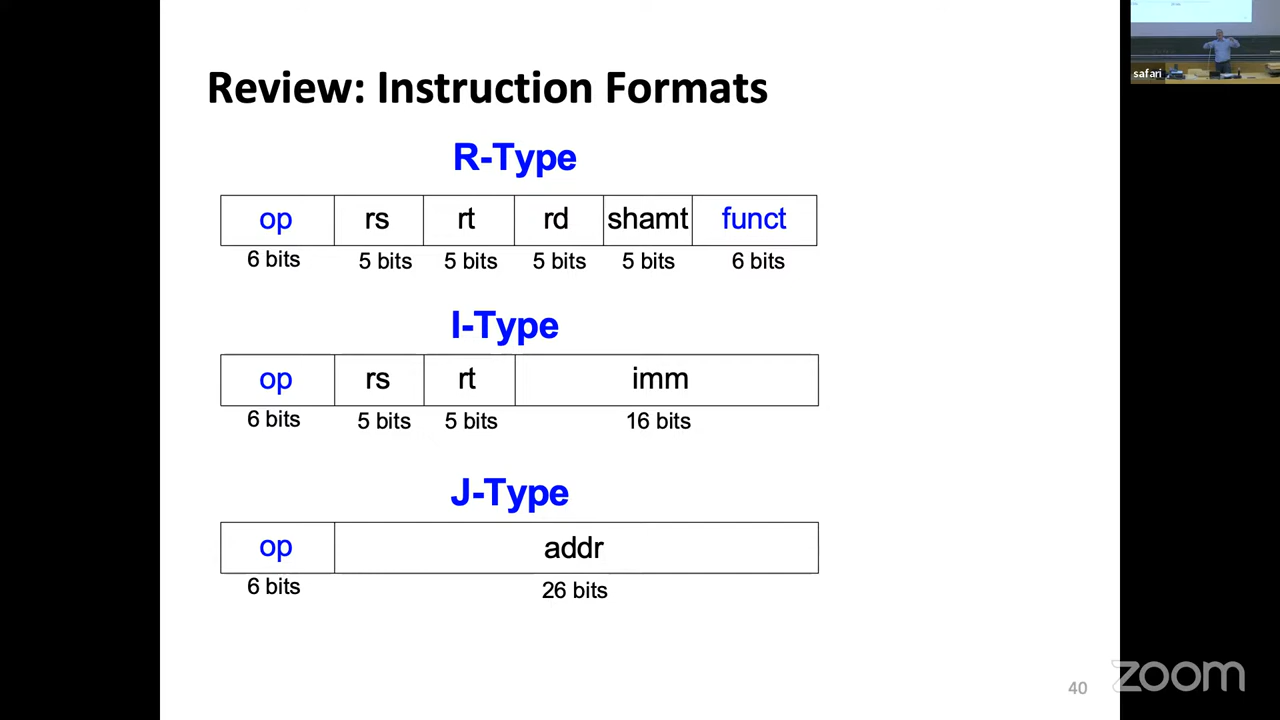 Review: Instruction Formats
R-Type
op rs rt rd shamt funct
6 bits 5 bits 5 bits 5 bits 5 bits 6 bits
I-Type
op rs rt imm
6 bits 5 bits 5 bits 16 bits
J-Type
op addr
6 bits 26 bits
40
safari
zoom